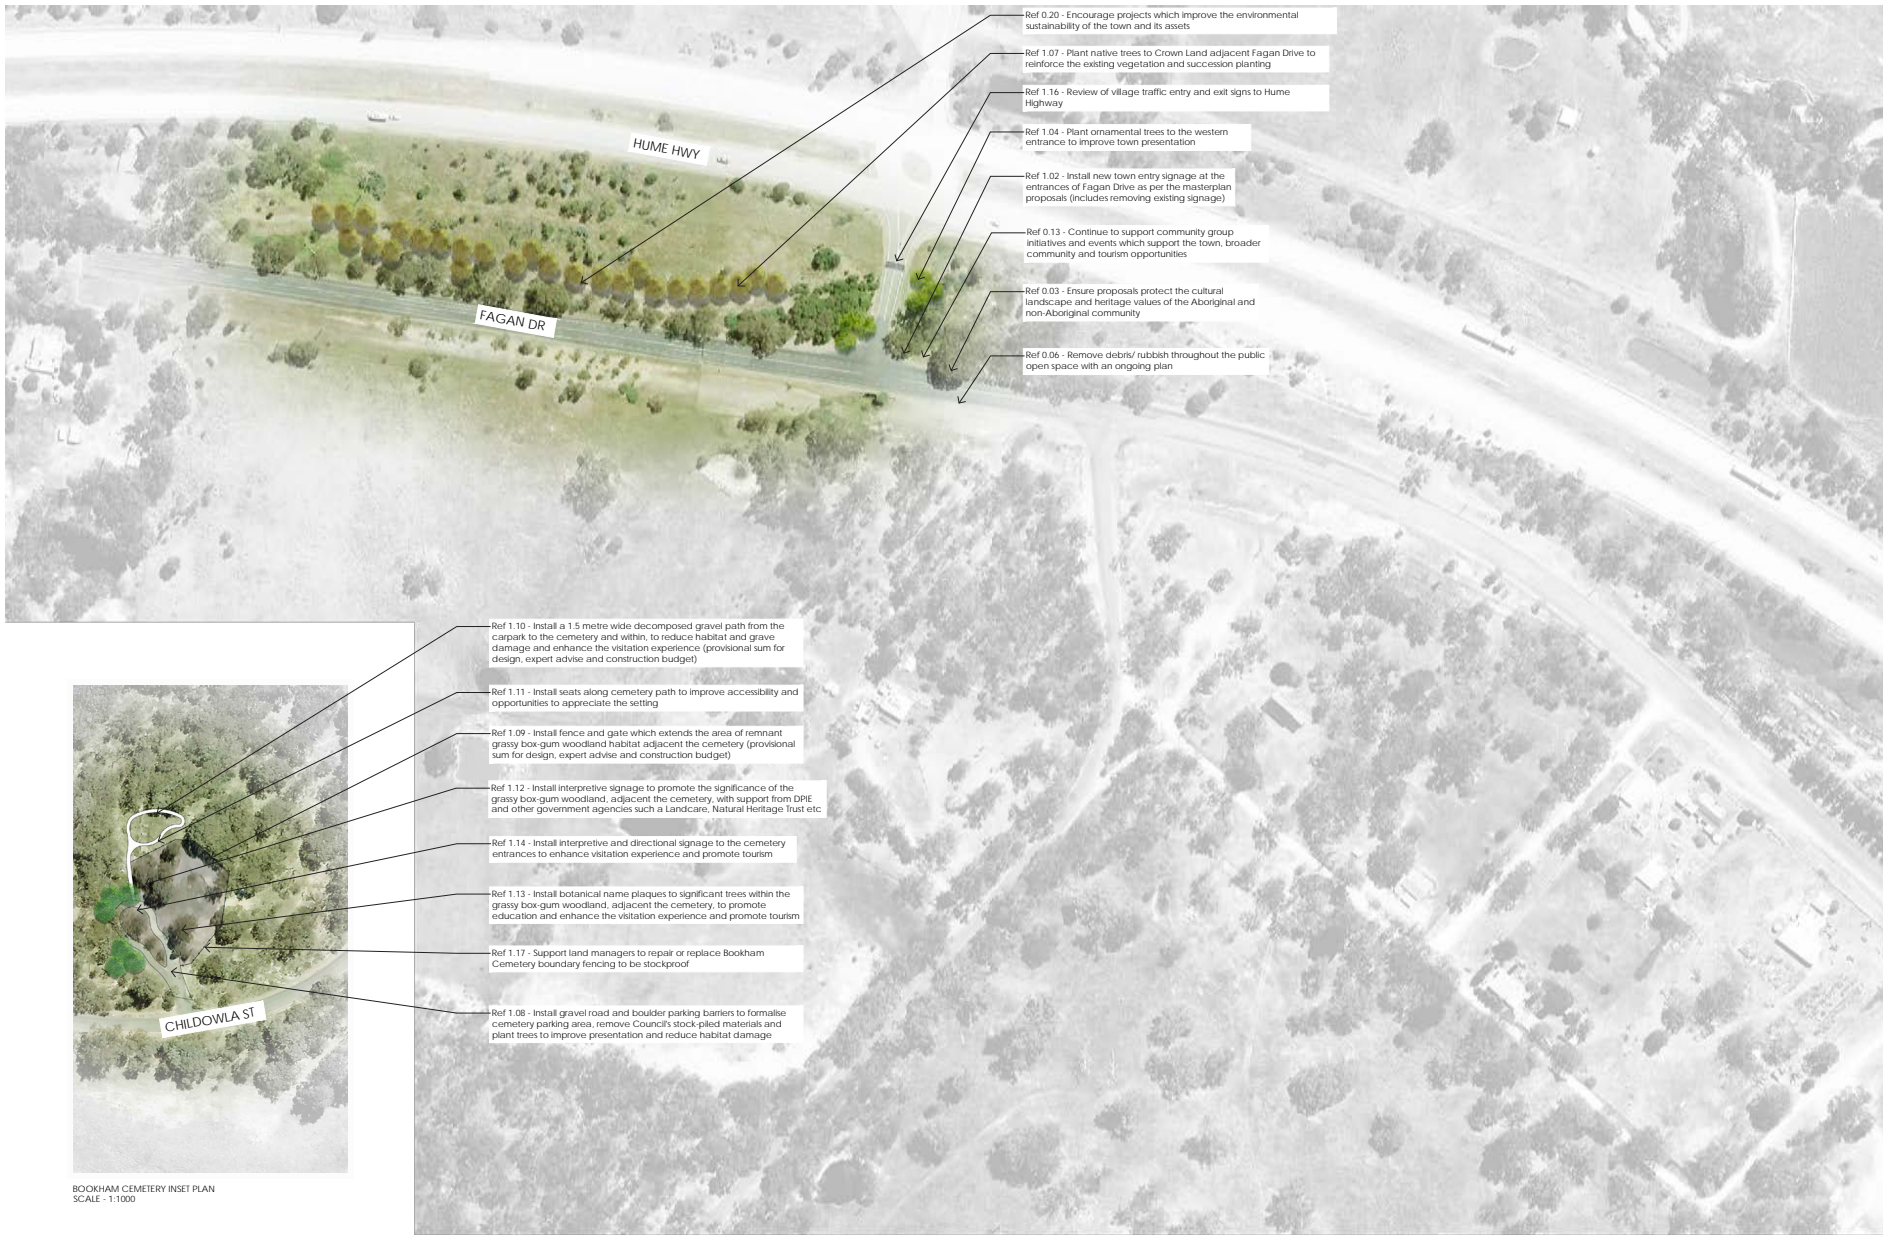 Ref 0.20 - Encourage projects which improve the environmental
sustainability of the town and its assets
Ref 1.07 - Plant native trees to Crown Land adjacent Fagan Drive to
reinforce the existing vegetation and succession planting
Ref 1.16 - Review of village traffic entry and exit signs to Hume
Highway
Ref 1.04 - Plant ornamental trees to the western
entrance to improve town presentation
Ref 1.02 - Install new town entry signage at the
entrances of Fagan Drive as per the masterplan
proposals (includes removing existing signage)
Ref 0.13 - Continue to support community group
initiatives and events which support the town, broader
community and tourism opportunities
Ref 0.03 - Ensure proposals protect the cultural
landscape and heritage values of the Aboriginal and
non-Aboriginal community
Ref 0.06 - Remove debris/ rubbish throughout the public
open space with an ongoing plan
HUME HWY
FAGAN DR
Ref 1.10 - Install a 1.5 metre wide decomposed gravel path from the
carpark to the cemetery and within, to reduce habitat and grave
damage and enhance the visitation experience (provisional sum for
design, expert advise and construction budget)
Ref 1.11 - Install seats along cemetery path to improve accessibility and
opportunities to appreciate the setting
Ref 1.09 - Install fence and gate which extends the area of remnant
grassy box-gum woodland habitat adjacent the cemetery (provisional
sum for design, expert advise and construction budget)
Ref 1.12 - Install interpretive signage to promote the significance of the
grassy box-gum woodland, adjacent the cemetery, with support from DPIE
and other government agencies such a Landcare, Natural Heritage Trust etc
Ref 1.14 - Install interpretive and directional signage to the cemetery
entrances to enhance visitation experience and promote tourism
Ref 1.13 - Install botanical name plaques to significant trees within the
grassy box-gum woodland, adjacent the cemetery, to promote
education and enhance the visitation experience and promote tourism
Ref 1.17 - Support land managers to repair or replace Bookham
Cemetery boundary fencing to be stockproof
Ref 1.08 - Install gravel road and boulder parking barriers to formalise
cemetery parking area, remove Council's stock-piled materials and
plant trees to improve presentation and reduce habitat damage
CHILDOWLA ST
BOOKHAM CEMETERY INSET PLAN
SCALE - 1:1000